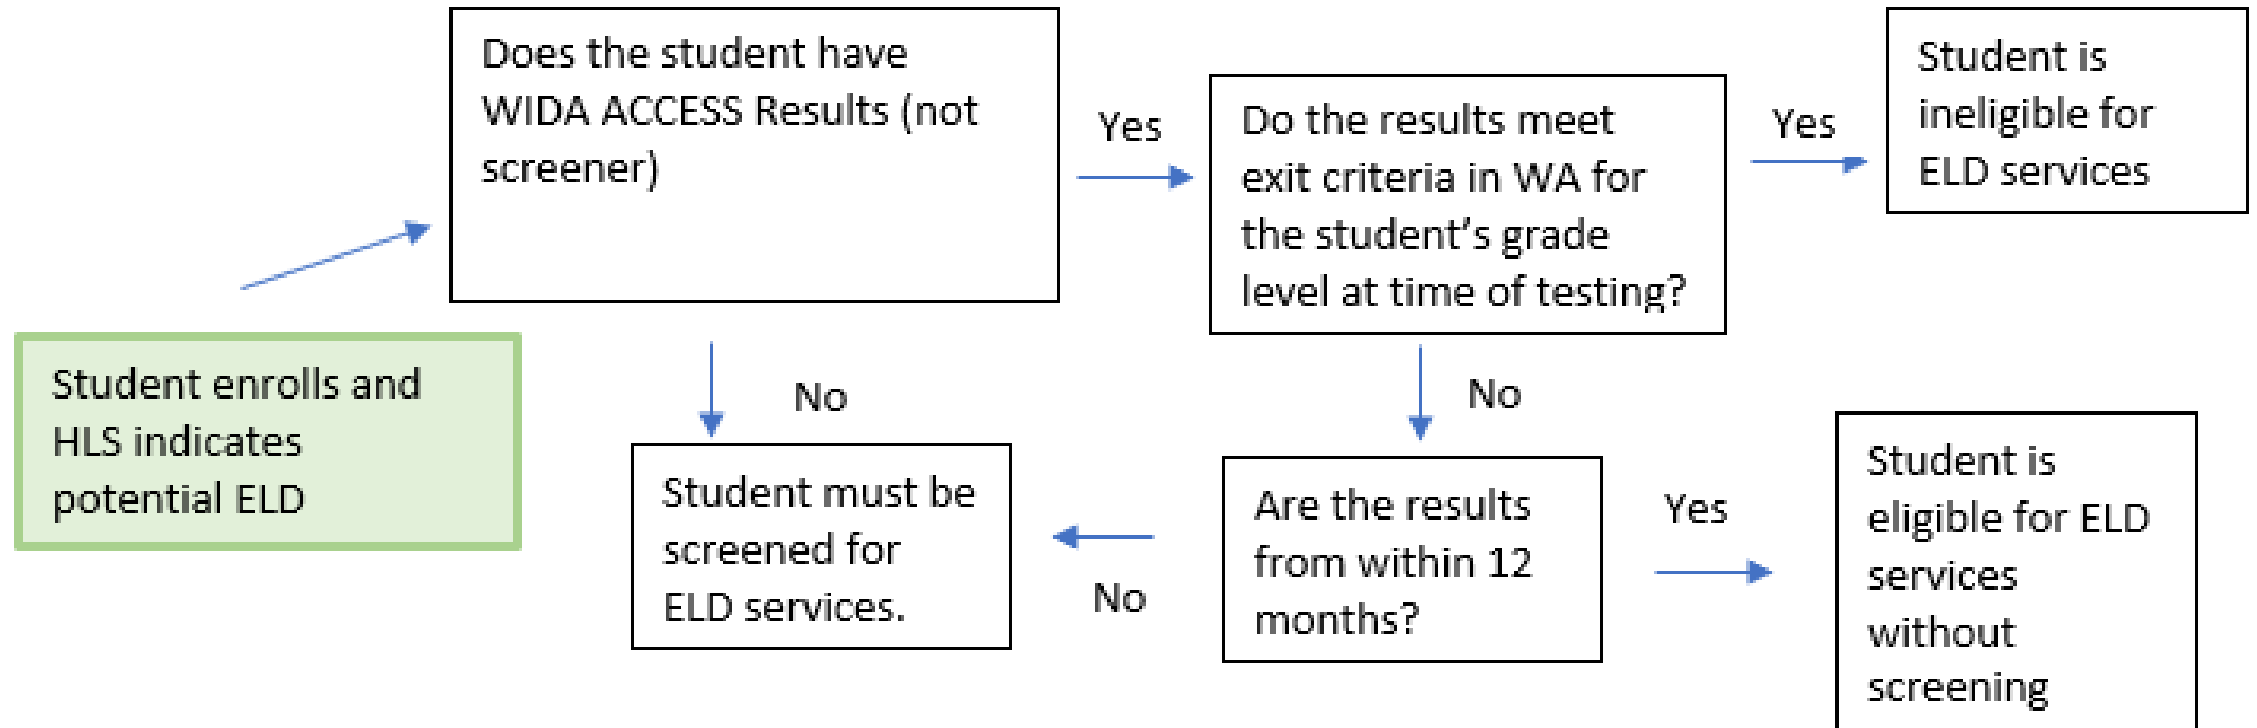 Student enrolls and
HLS indicates
potential ELD
Does the student have
WIDA ACCESS Results (not
screener)
Yes
Do the results meet
exit criteria in WA for
the student's grade
level at time of testing?
Yes
Student is
ineligible for
ELD services
No
Student must be
screened for
ELD services.
No
Are the results
from within 12
months?
No
Yes
Student is
eligible for ELD
services
without
screening